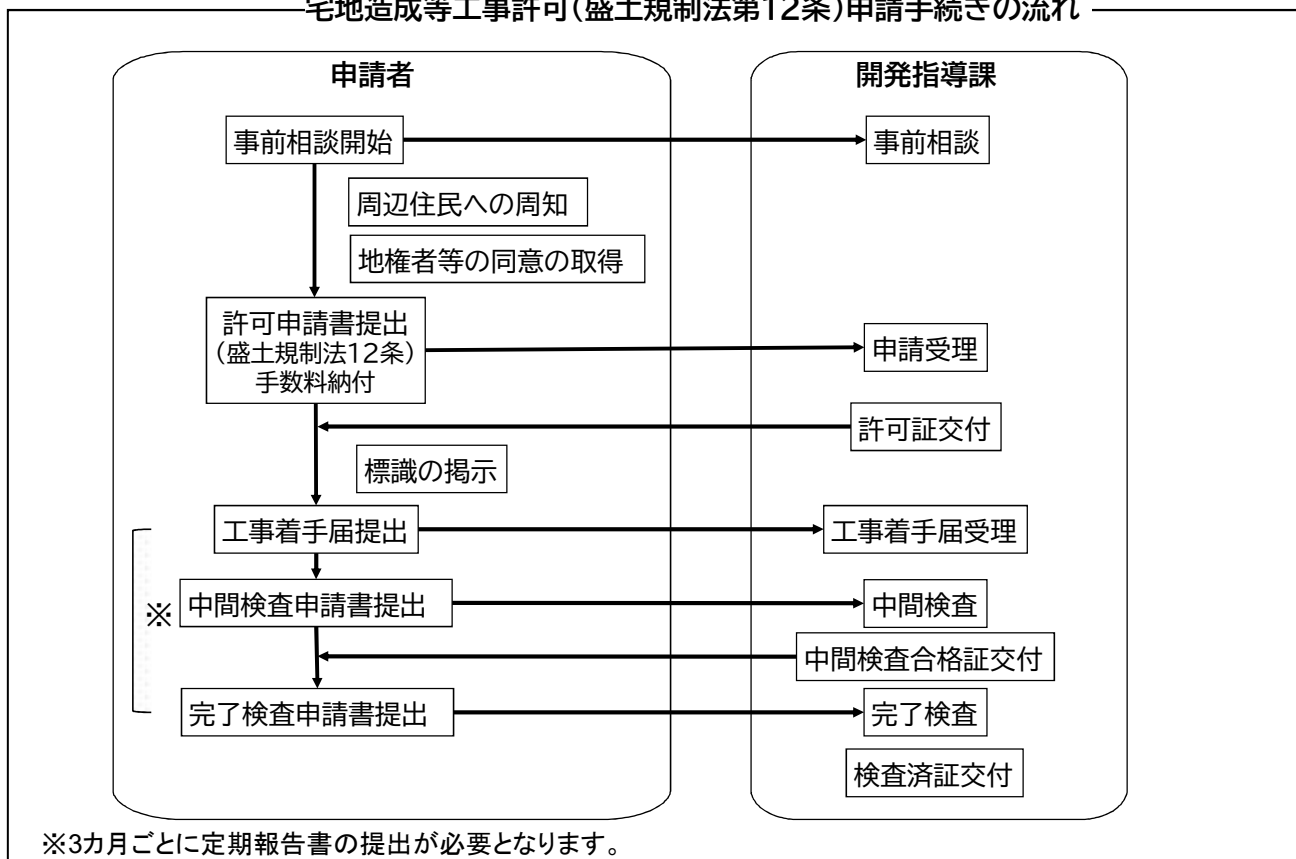 宅地造成等工事許可（盛土規制法第12条）申請手続きの流れ
申請者
開発指導課
事前相談開始
事前相談
周辺住民への周知
地権者等の同意の取得
許可申請書提出
（盛土規制法12条）
手数料納付
申請受理
許可証交付
標識の掲示
工事着手届提出
工事着手届受理
※
中間検査申請書提出
中間検査
中間検査合格証交付
完了検査申請書提出
完了検査
検査済証交付
※3カ月ごとに定期報告書の提出が必要となります。